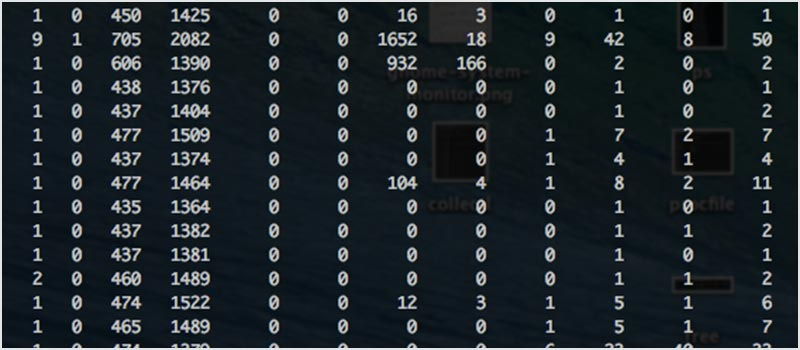 1 0 450 1425 0 0 16 3 0 1 0 1
9 1 705 2082 0 0 1652 18 9 42 8 50
1 0 606 1390 0 0 932 166 0 2 0 2
gnome-system-
monitor.png
ps
1 0 438 1376 0 0 0 0 0 1 0 1
1 0 437 1404 0 0 0 0 0 1 0 2
1 0 477 1509 0 0 0 0 1 7 2 7
1 0 437 1374 0 0 0 0 1 4 1 4
1 0 477 1464 0 0 104 4 1 8 2 11
1 0 435 1364 0 0 0 0 0 1 0 1
collectl
procfile
1 0 437 1382 0 0 0 0 0 1 1 2
1 0 437 1381 0 0 0 0 0 1 0 1
2 0 460 1489 0 0 0 0 0 1 1 2
1 0 474 1522 0 0 12 3 1 5 1 6
1 0 465 1489 0 0 0 0 1 5 1 7
free